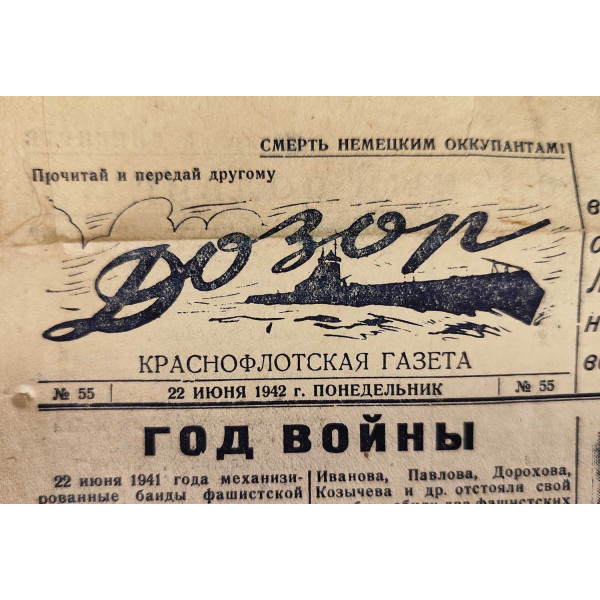 СМЕРТЬ НЕМЕЦКИМ ОККУПАНТАМ!
Прочитай и передай другому
Дозор
КРАСНОФЛОТСКАЯ ГАЗЕТА
№ 55 22 ИЮНЯ 1942 г. ПОНЕДЕЛЬНИК № 55
ГОД ВОЙНЫ
22 июня 1941 года механизи-
рованные банды фашистской
Иванова, Павлова, Дорохова,
Козычева и др. отстояли свой